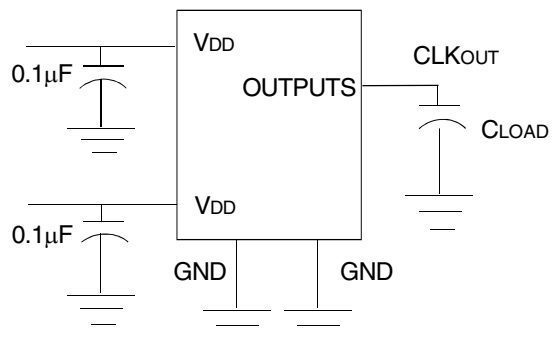 VDD
CLKOUT
0.1µF
OUTPUTS
CLOAD
VDD
0.1µF
GND
GND